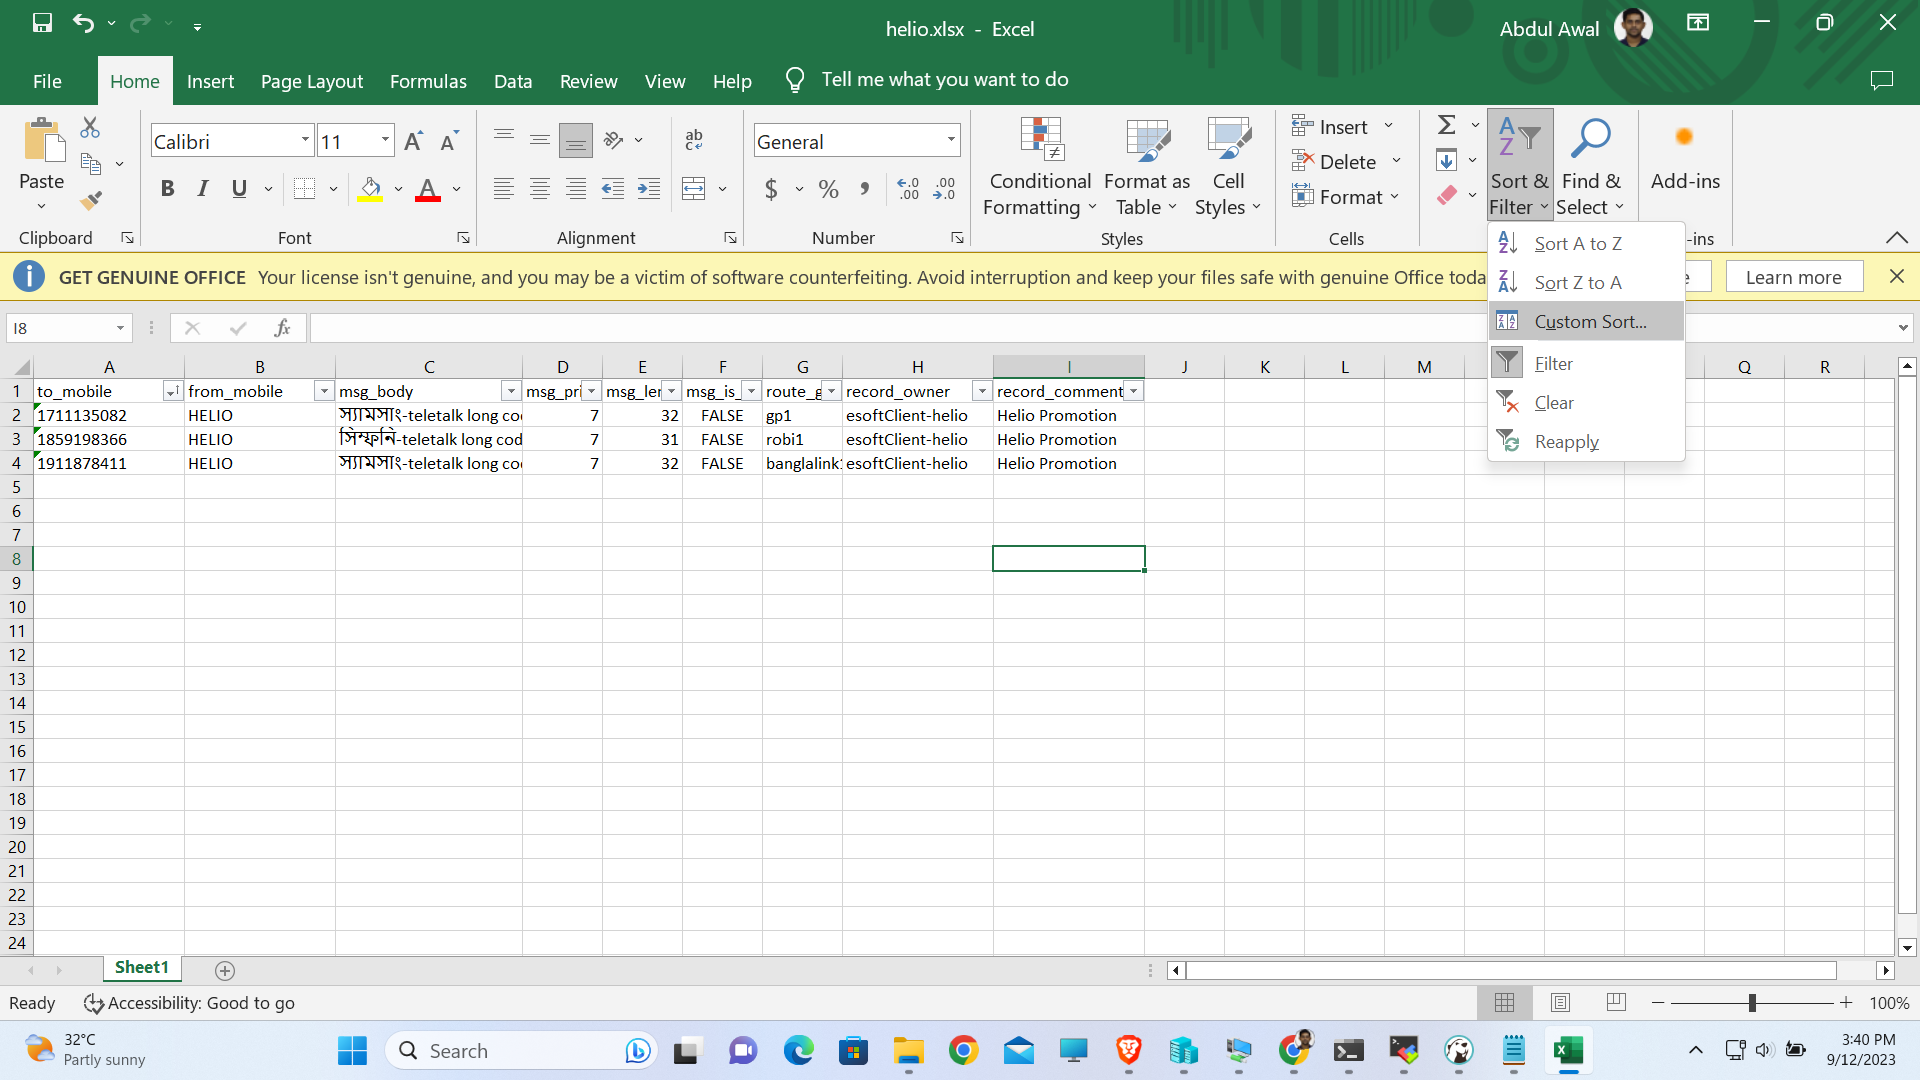 helio.xlsx - Excel
Abdul Awal
File Home Insert Page Layout Formulas Data Review View Help Tell me what you want to do
Paste
Clipboard
Calibri 11
B I U
Font
ab
Alignment
General
$ % 9 .00 .00
Number
Conditional Formatting
Format as Table
Cell Styles
Styles
Insert
Delete
Format
Cells
Sort & Filter
Find & Select
Add-ins
-ins
Sort A to Z
Sort Z to A
Custom Sort...
Filter
Clear
Reapply
GET GENUINE OFFICE Your license isn't genuine, and you may be a victim of software counterfeiting. Avoid interruption and keep your files safe with genuine Office toda
Learn more
I8 fx
A B C D E F G H I J K L M Q R
1 to_mobile from_mobile msg_body msg_pri msg_ler msg_is_ route_g record_owner record_comment
2 1711135082 HELIO স্যামসাং-teletalk long co 7 32 FALSE gp1 esoftClient-helio Helio Promotion
3 1859198366 HELIO সিম্ফনি-teletalk long cod 7 31 FALSE robi1 esoftClient-helio Helio Promotion
4 1911878411 HELIO স্যামসাং-teletalk long co 7 32 FALSE banglalink esoftClient-helio Helio Promotion
5
6
7
8
9
10
11
12
13
14
15
16
17
18
19
20
21
22
23
24
Sheet1
Ready Accessibility: Good to go 100%
32°C
Partly sunny
Search
3:40 PM
9/12/2023